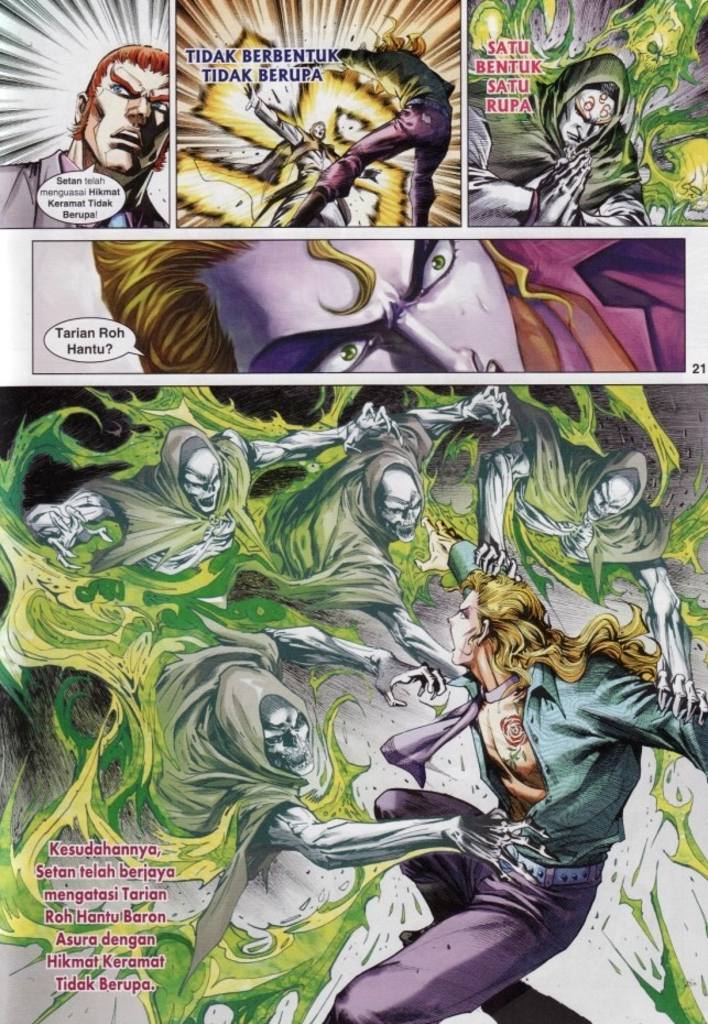 Setan telah
menguasai Hikmat
Keramat Tidak
Berupa!
TIDAK BERBENTUK
TIDAK BERUPA
SATU
BENTUK
SATU
RUPA
Tarian Roh
Hantu?
21
Kesudahannya,
Setan telah berjaya
mengatasi Tarian
Roh Hantu Baron
Asura dengan
Hikmat Keramat
Tidak Berupa.